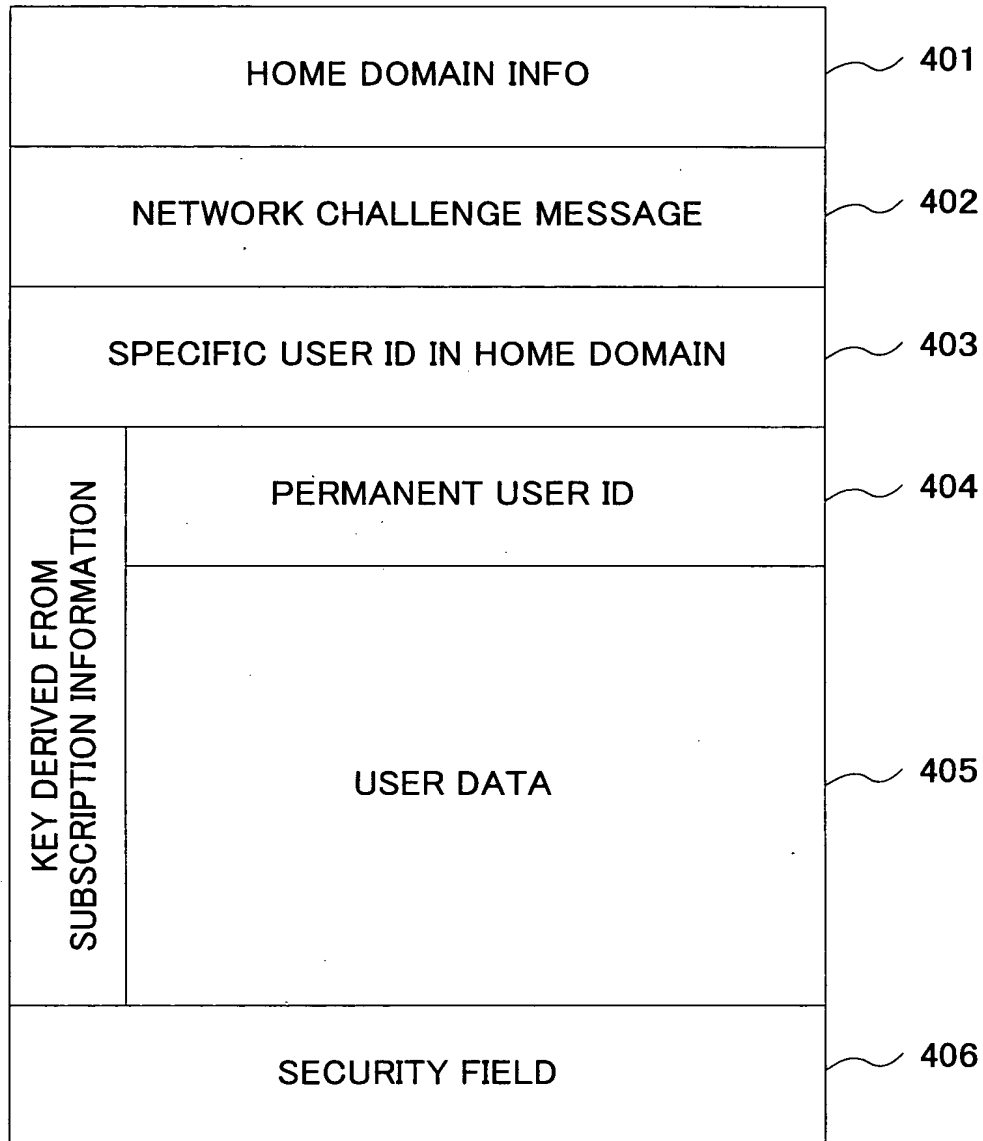 HOME DOMAIN INFO
401
NETWORK CHALLENGE MESSAGE
402
SPECIFIC USER ID IN HOME DOMAIN
403
KEY DERIVED FROM
SUBSCRIPTION INFORMATION
PERMANENT USER ID
404
USER DATA
405
SECURITY FIELD
406